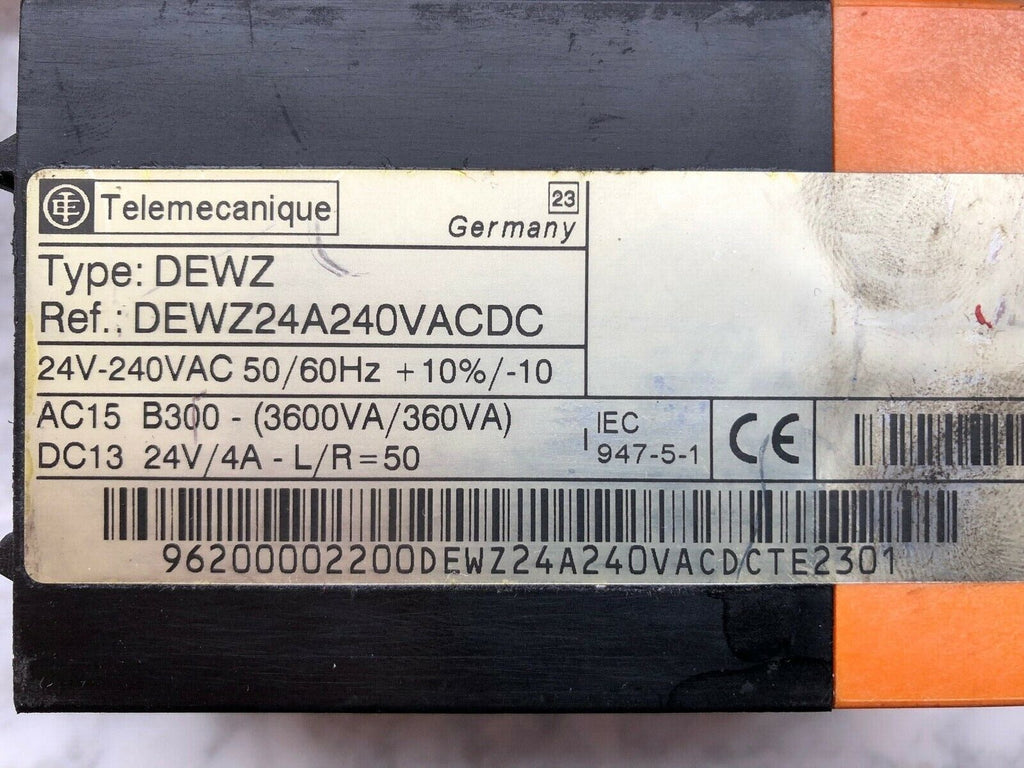 TE Telemecanique
23
Germany
Type: DEWZ
Ref.: DEWZ24A240VACDC
24V-240VAC 50/60Hz +10%/-10
AC15 B300 - (3600VA/360VA)
DC13 24V/4A - L/R=50
IEC
947-5-1
CE
96200002200DEWZ24A240VACDCTE2301